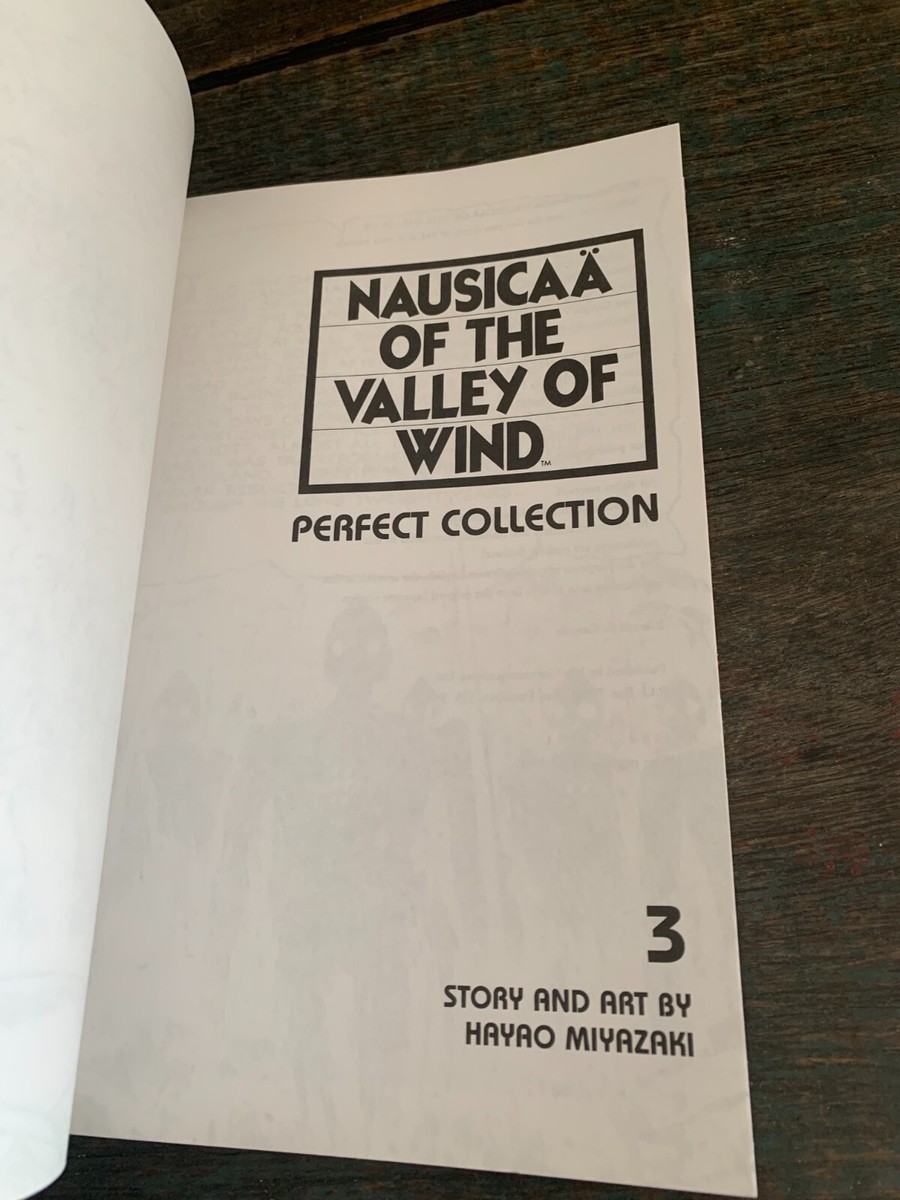 NAUSICAÄ
OF THE
VALLEY OF
WIND™
PERFECT COLLECTION
3
STORY AND ART BY
HAYAO MIYAZAKI